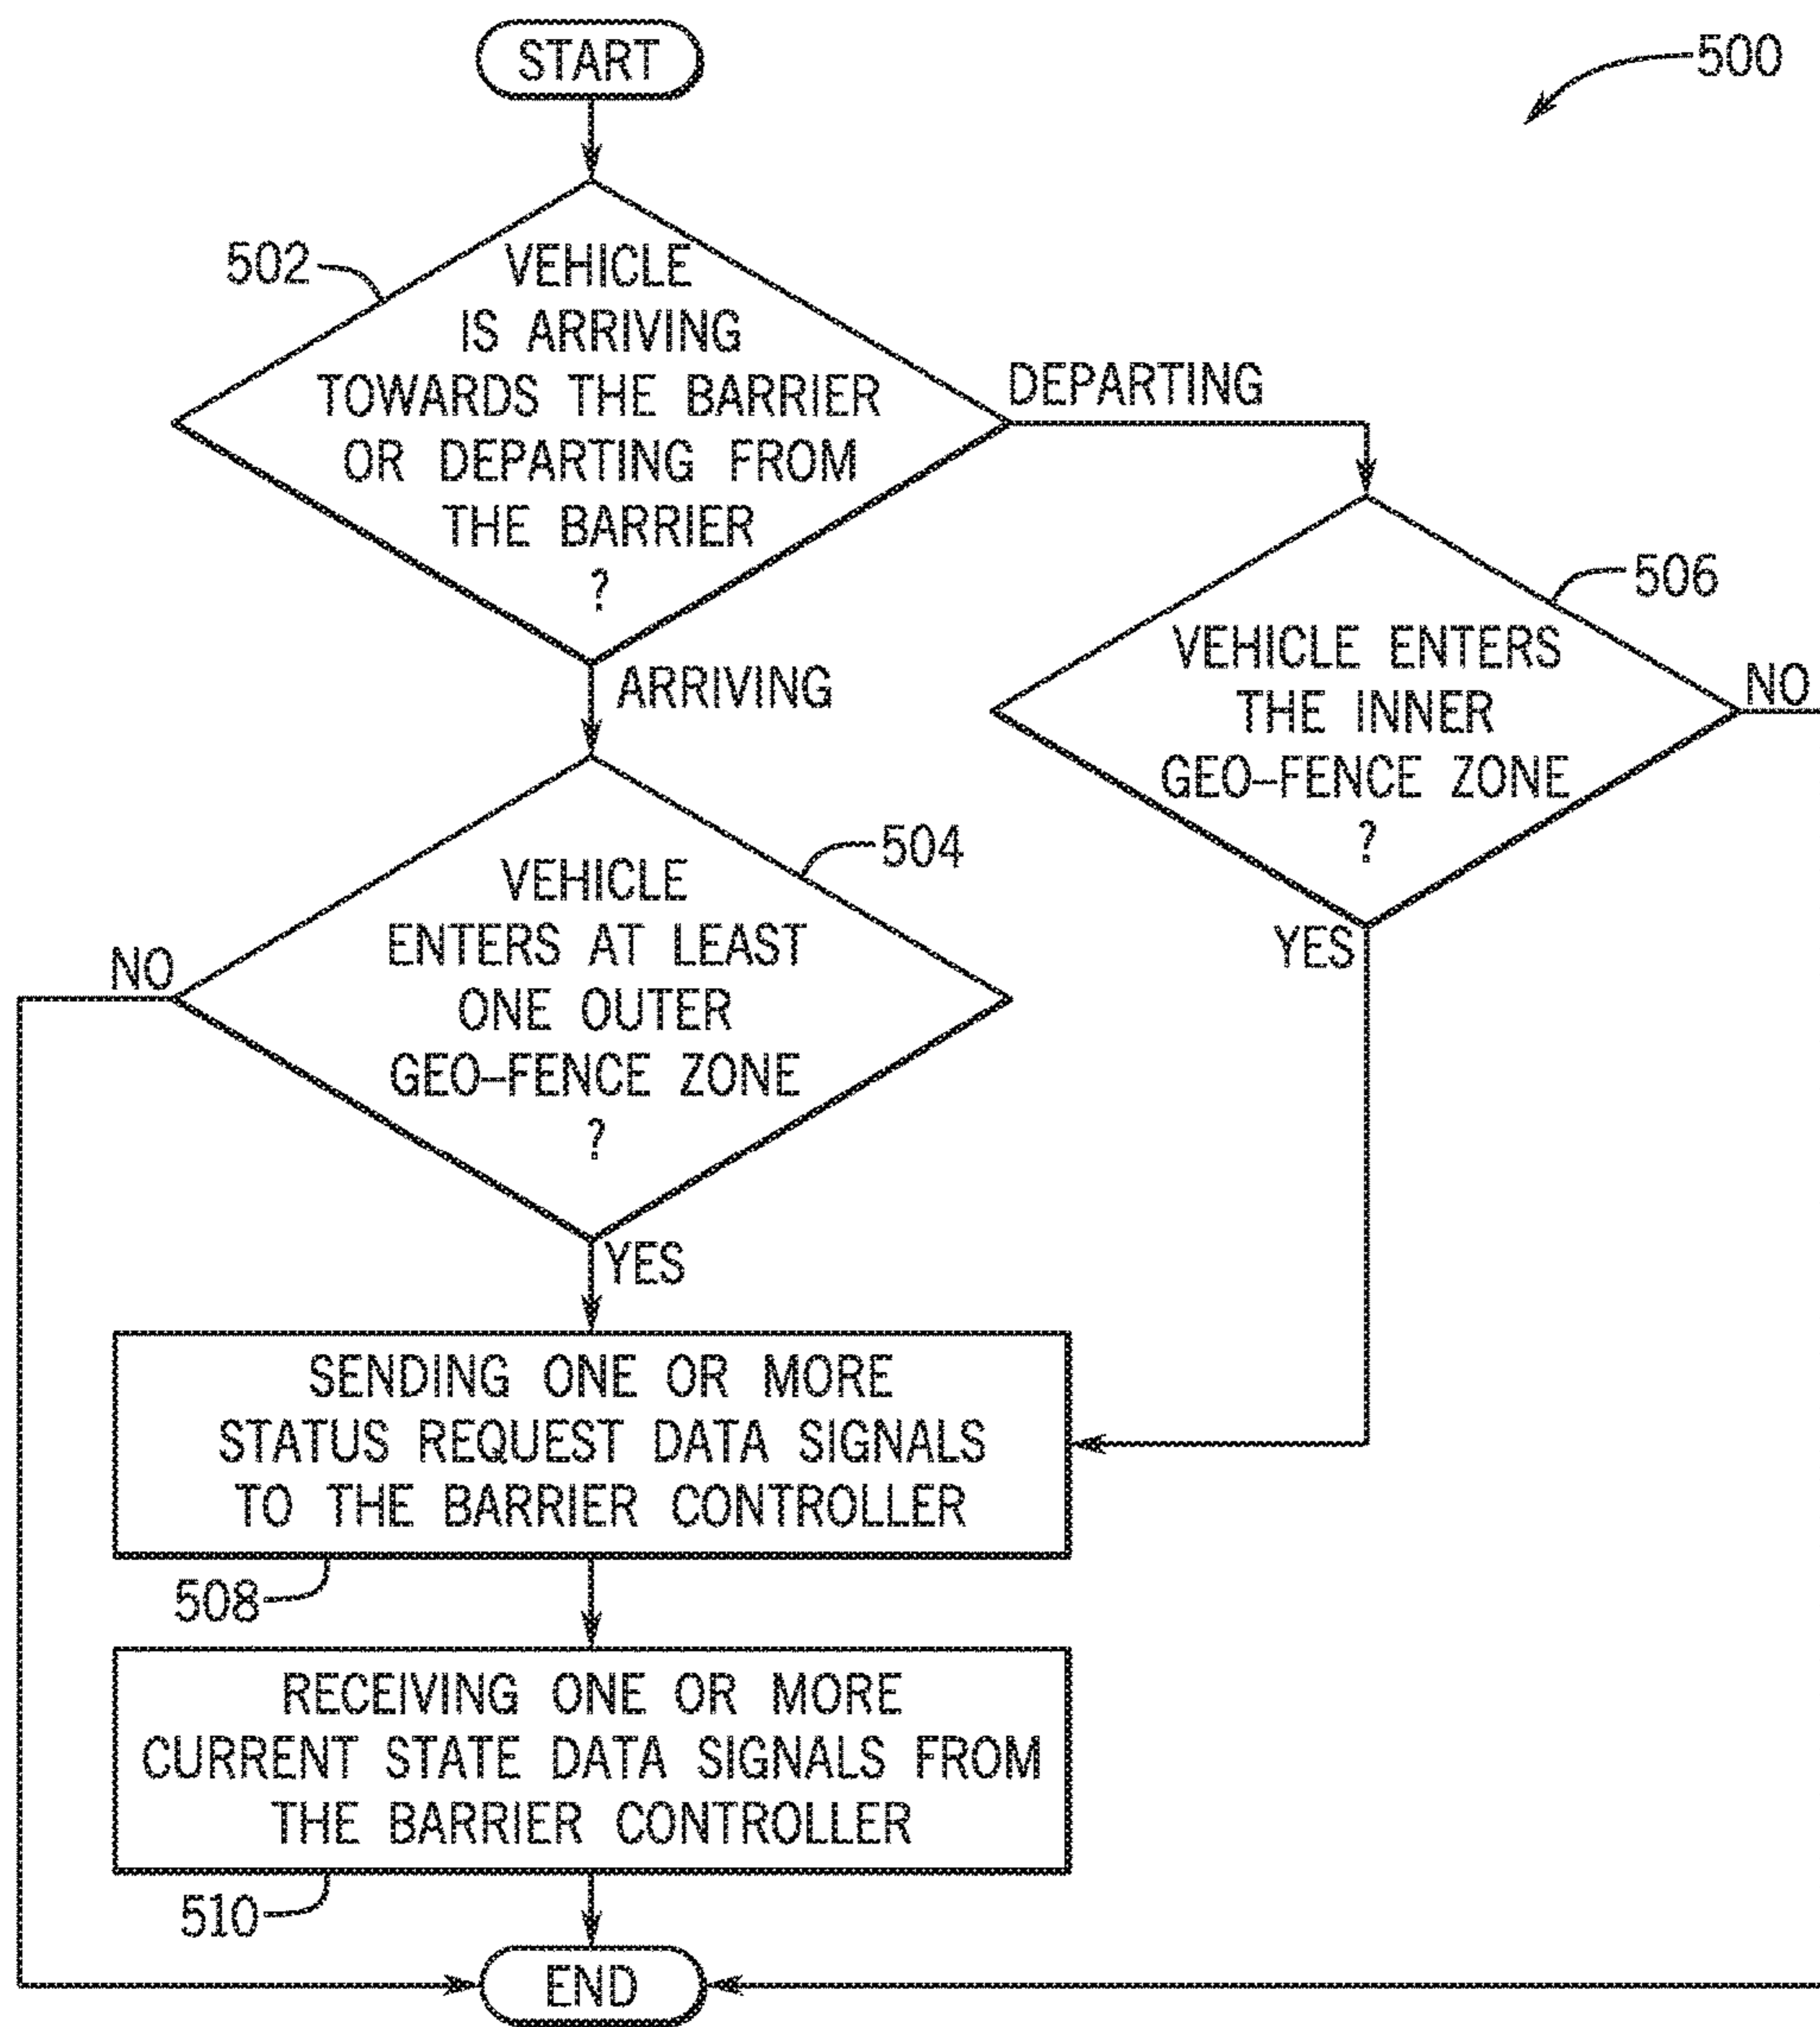 START
500
502
VEHICLE
IS ARRIVING
TOWARDS THE BARRIER
OR DEPARTING FROM
THE BARRIER
?
DEPARTING
ARRIVING
506
VEHICLE ENTERS
THE INNER
GEO-FENCE ZONE
?
NO
YES
504
VEHICLE
ENTERS AT LEAST
ONE OUTER
GEO-FENCE ZONE
?
NO
YES
SENDING ONE OR MORE
STATUS REQUEST DATA SIGNALS
TO THE BARRIER CONTROLLER
508
RECEIVING ONE OR MORE
CURRENT STATE DATA SIGNALS FROM
THE BARRIER CONTROLLER
510
END